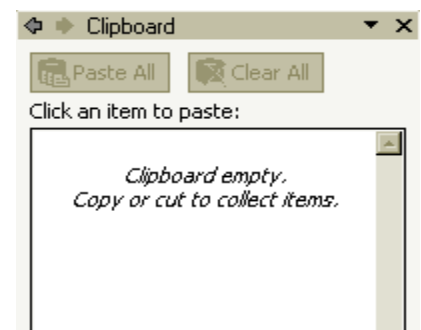 Clipboard
Paste All Clear All
Click an item to paste:
Clipboard empty.
Copy or cut to collect items.